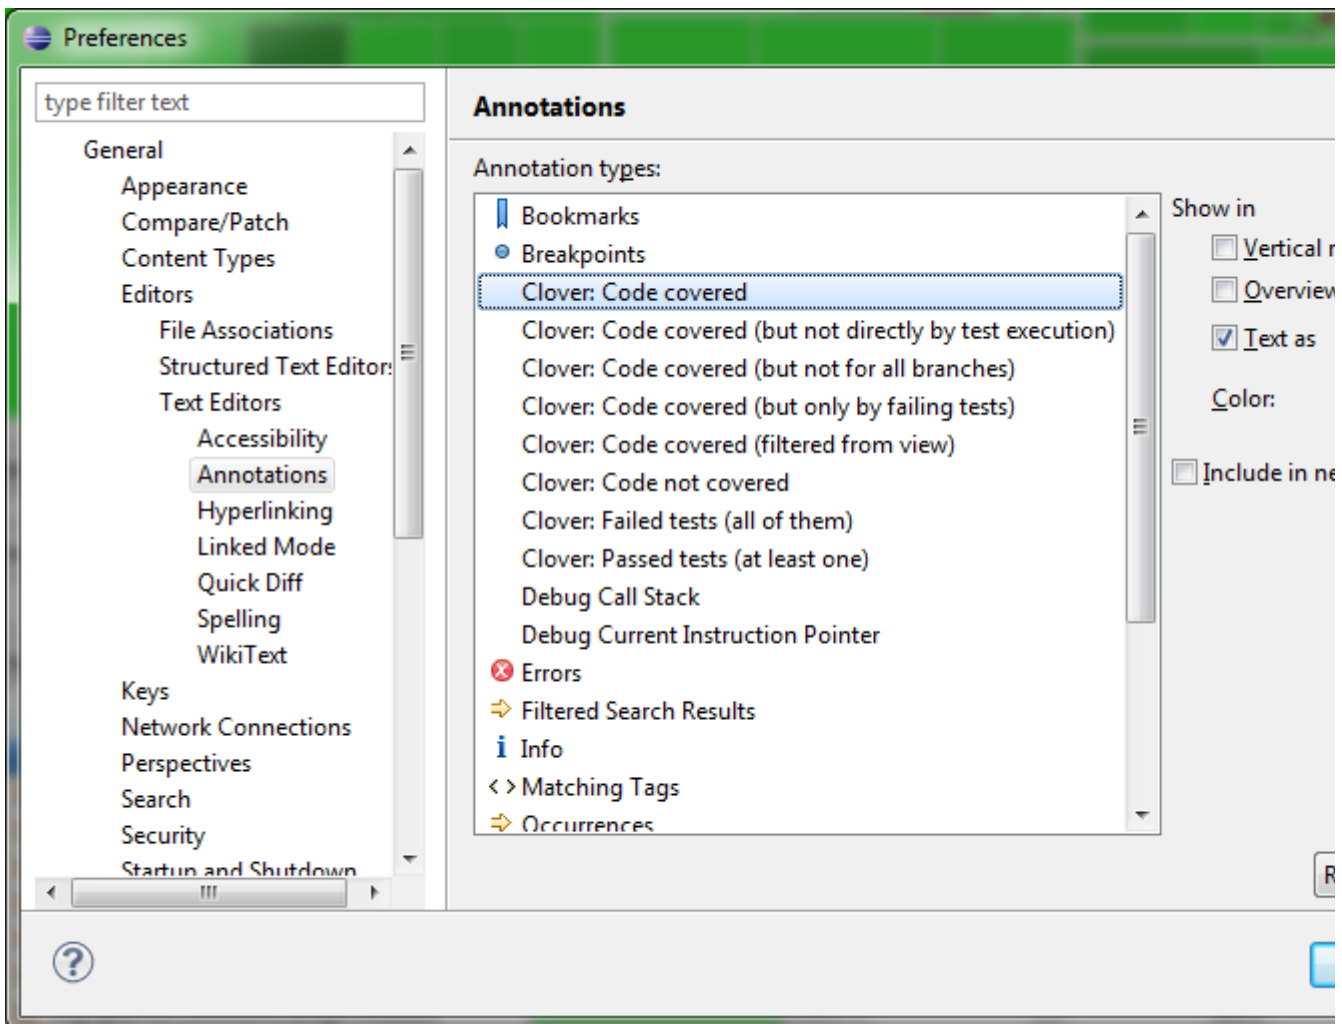 Preferences
type filter text
General
Appearance
Compare/Patch
Content Types
Editors
File Associations
Structured Text Editor
Text Editors
Accessibility
Annotations
Hyperlinking
Linked Mode
Quick Diff
Spelling
WikiText
Keys
Network Connections
Perspectives
Search
Security
Startup and Shutdown
Annotations
Annotation types:
Bookmarks
Breakpoints
Clover: Code covered
Clover: Code covered (but not directly by test execution)
Clover: Code covered (but not for all branches)
Clover: Code covered (but only by failing tests)
Clover: Code covered (filtered from view)
Clover: Code not covered
Clover: Failed tests (all of them)
Clover: Passed tests (at least one)
Debug Call Stack
Debug Current Instruction Pointer
Errors
Filtered Search Results
Info
<> Matching Tags
Occurrences
Show in
Vertical
Overview
Text as
Color:
Include in